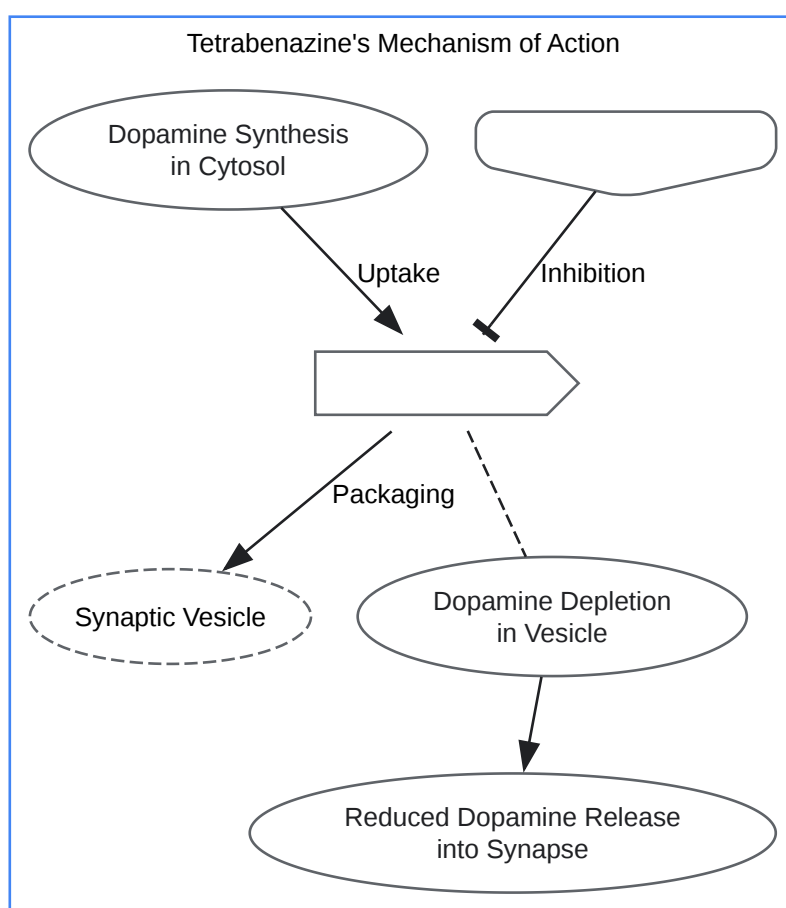 Tetrabenazine's Mechanism of Action
Dopamine Synthesis
in Cytosol
Uptake
Inhibition
Packaging
Synaptic Vesicle
Dopamine Depletion
in Vesicle
Reduced Dopamine Release
into Synapse